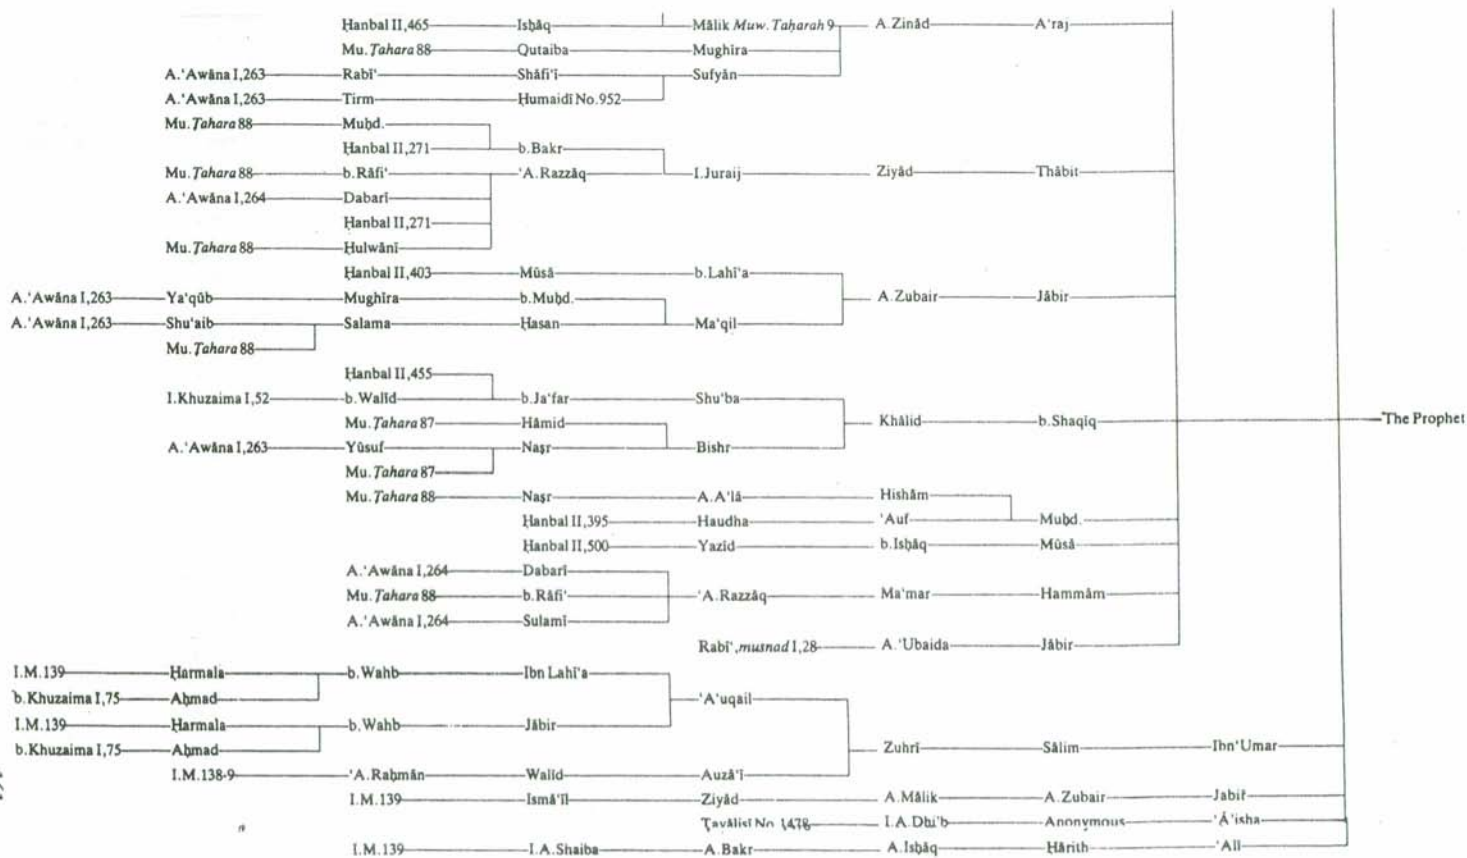 Ḥanbal II,465 Isḥāq Mālik Muw. Taḥarah 9 A. Zinād A'raj
Mu. Ṭahara 88 Qutaiba Mughīra
A.'Awāna I,263 Rabī' Shāfi'ī Sufyān
A.'Awāna I,263 Tirm Ḥumaidī No.952
Mu. Ṭahara 88 Muḥd.
Ḥanbal II,271 b.Bakr
Mu. Ṭahara 88 b.Rāfi' 'A.Razzāq I.Juraij Ziyād Thābit
A.'Awāna I,264 Dabarī
Ḥanbal II,271
Mu. Ṭahara 88 Ḥulwānī
Ḥanbal II,403 Mūsā b.Lahī'a
A.'Awāna I,263 Ya'qūb Mughīra b.Muḥd. A.Zubair Jābir
A.'Awāna I,263 Shu'aib Salama Ḥasan Ma'qil
Mu. Ṭahara 88
Ḥanbal II,455
I.Khuzaima I,52 b.Walīd b.Ja'far Shu'ba
Mu. Ṭahara 87 Hāmid Khālid b.Shaqīq The Prophet
A.'Awāna I,263 Yūsuf Naṣr Bishr
Mu. Ṭahara 87
Mu. Ṭahara 88 Naṣr A.A'lā Hishām
Ḥanbal II,395 Haudha 'Auf Muḥd.
Ḥanbal II,500 Yazīd b.Isḥāq Mūsā
A.'Awāna I,264 Dabarī
Mu. Ṭahara 88 b.Rāfi' 'A.Razzāq Ma'mar Hammām
A.'Awāna I,264 Sulamī
Rabī', musnad I,28 A.'Ubaida Jābir
I.M.139 Ḥarmala b.Wahb Ibn Lahī'a
b.Khuzaima I,75 Aḥmad 'A'uqail
I.M.139 Ḥarmala b.Wahb Jābir
b.Khuzaima I,75 Aḥmad Zuhrī Sālim Ibn'Umar
I.M.138-9 'A.Raḥmān Walīd Auzā'ī
I.M.139 Ismā'īl Ziyād A.Mālik A.Zubair Jabir
Ṭayālisī No 1478 I.A.Dhi'b Anonymous 'Ā'isha
I.M.139 I.A.Shaiba A.Bakr A.Isḥāq Hārith 'Alī